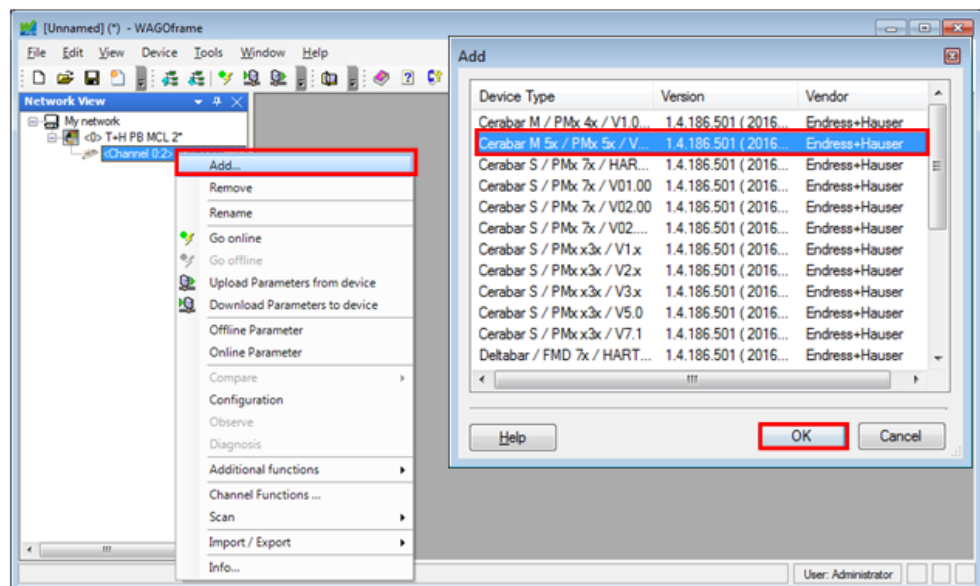 [Unnamed] (*) - WAGOframe
File Edit View Device Tools Window Help
Network View
My network
<0> T+H PB MCL 2*
<Channel 0:2>
Add...
Remove
Rename
Go online
Go offline
Upload Parameters from device
Download Parameters to device
Offline Parameter
Online Parameter
Compare
Configuration
Observe
Diagnosis
Additional functions
Channel Functions ...
Scan
Import / Export
Info...
Add
Device Type Version Vendor
Cerabar M / PMx 4x / V1.0... 1.4.186.501 ( 2016... Endress+Hauser
Cerabar M 5x / PMx 5x / V... 1.4.186.501 ( 2016... Endress+Hauser
Cerabar S / PMx 7x / HAR... 1.4.186.501 ( 2016... Endress+Hauser
Cerabar S / PMx 7x / V01.00 1.4.186.501 ( 2016... Endress+Hauser
Cerabar S / PMx 7x / V02.00 1.4.186.501 ( 2016... Endress+Hauser
Cerabar S / PMx 7x / V02.... 1.4.186.501 ( 2016... Endress+Hauser
Cerabar S / PMx x3x / V1.x 1.4.186.501 ( 2016... Endress+Hauser
Cerabar S / PMx x3x / V2.x 1.4.186.501 ( 2016... Endress+Hauser
Cerabar S / PMx x3x / V3.x 1.4.186.501 ( 2016... Endress+Hauser
Cerabar S / PMx x3x / V5.0 1.4.186.501 ( 2016... Endress+Hauser
Cerabar S / PMx x3x / V7.1 1.4.186.501 ( 2016... Endress+Hauser
Deltabar / FMD 7x / HART... 1.4.186.501 ( 2016... Endress+Hauser
Help OK Cancel
User: Administrator